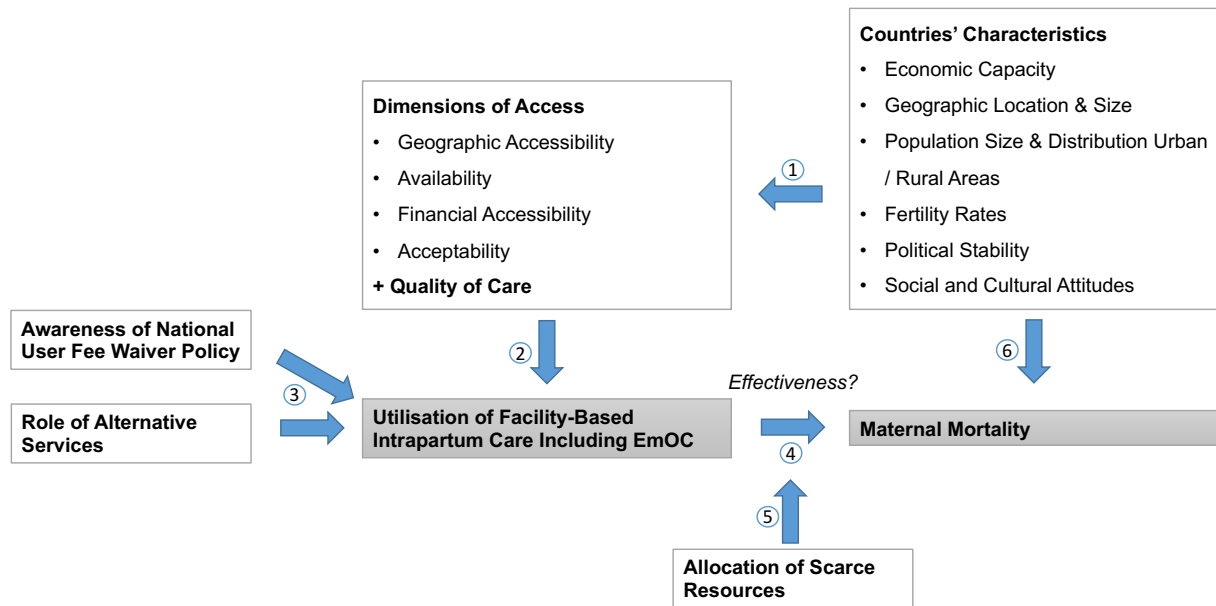 Countries' Characteristics
• Economic Capacity
• Geographic Location & Size
• Population Size & Distribution Urban
/ Rural Areas
• Fertility Rates
• Political Stability
• Social and Cultural Attitudes
Dimensions of Access
• Geographic Accessibility
• Availability
• Financial Accessibility
• Acceptability
+ Quality of Care
1
2
6
Awareness of National
User Fee Waiver Policy
3
Role of Alternative
Services
Utilisation of Facility-Based
Intrapartum Care Including EmOC
Effectiveness?
4
Maternal Mortality
5
Allocation of Scarce
Resources